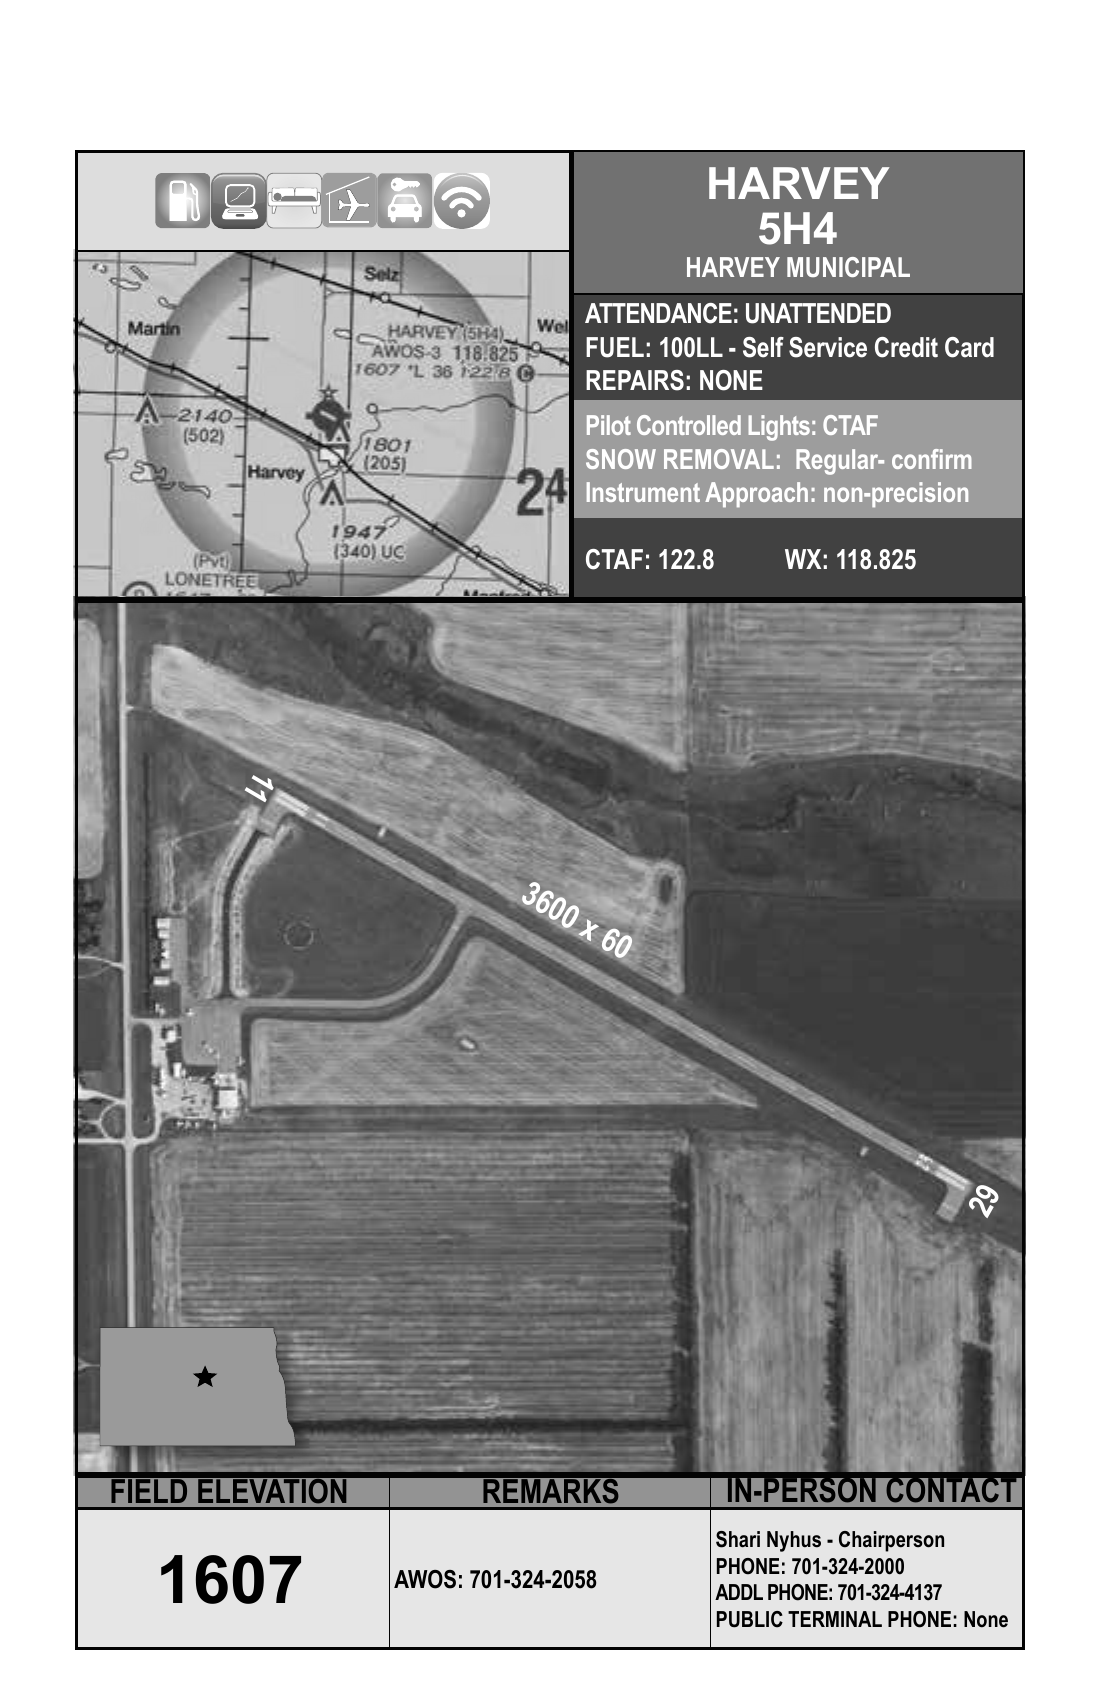 HARVEY
5H4
HARVEY MUNICIPAL
ATTENDANCE: UNATTENDED
FUEL: 100LL - Self Service Credit Card
REPAIRS: NONE
Pilot Controlled Lights: CTAF
SNOW REMOVAL: Regular- confirm
Instrument Approach: non-precision
CTAF: 122.8 WX: 118.825
Selz
Martin
HARVEY (5H4)
Wel
AWOS-3 118.825
1607 *L 36 122.8 C
2140
(502)
1801
(205)
Harvey
24
1947
(340) UC
(Pvt)
LONETREE
11
3600 x 60
29
FIELD ELEVATION
REMARKS
IN-PERSON CONTACT
1607
AWOS: 701-324-2058
Shari Nyhus - Chairperson
PHONE: 701-324-2000
ADDL PHONE: 701-324-4137
PUBLIC TERMINAL PHONE: None